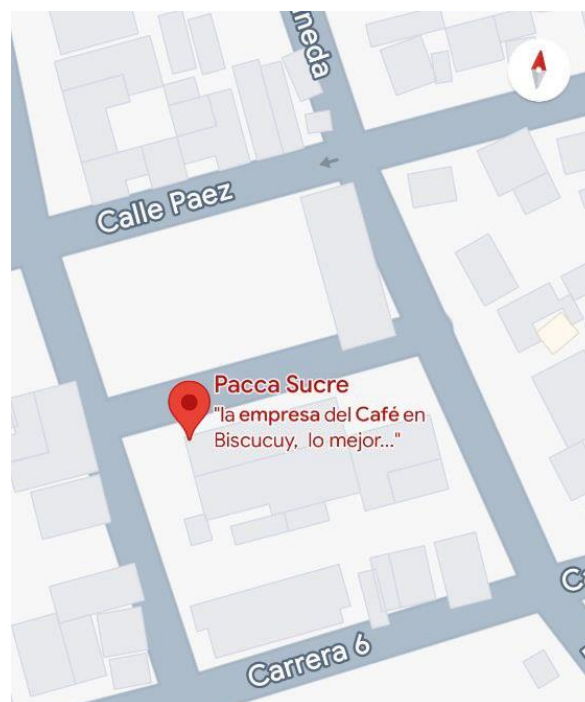 neda
Calle Paez
Pacca Sucre
"la empresa del Café en
Biscucuy, lo mejor..."
Carrera 6